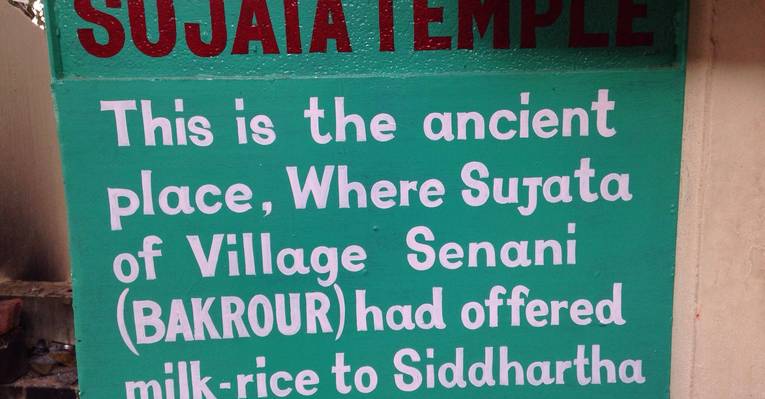 SUJATA TEMPLE
This is the ancient
place, Where Sujata
of Village Senani
(BAKROUR) had offered
milk-rice to Siddhartha